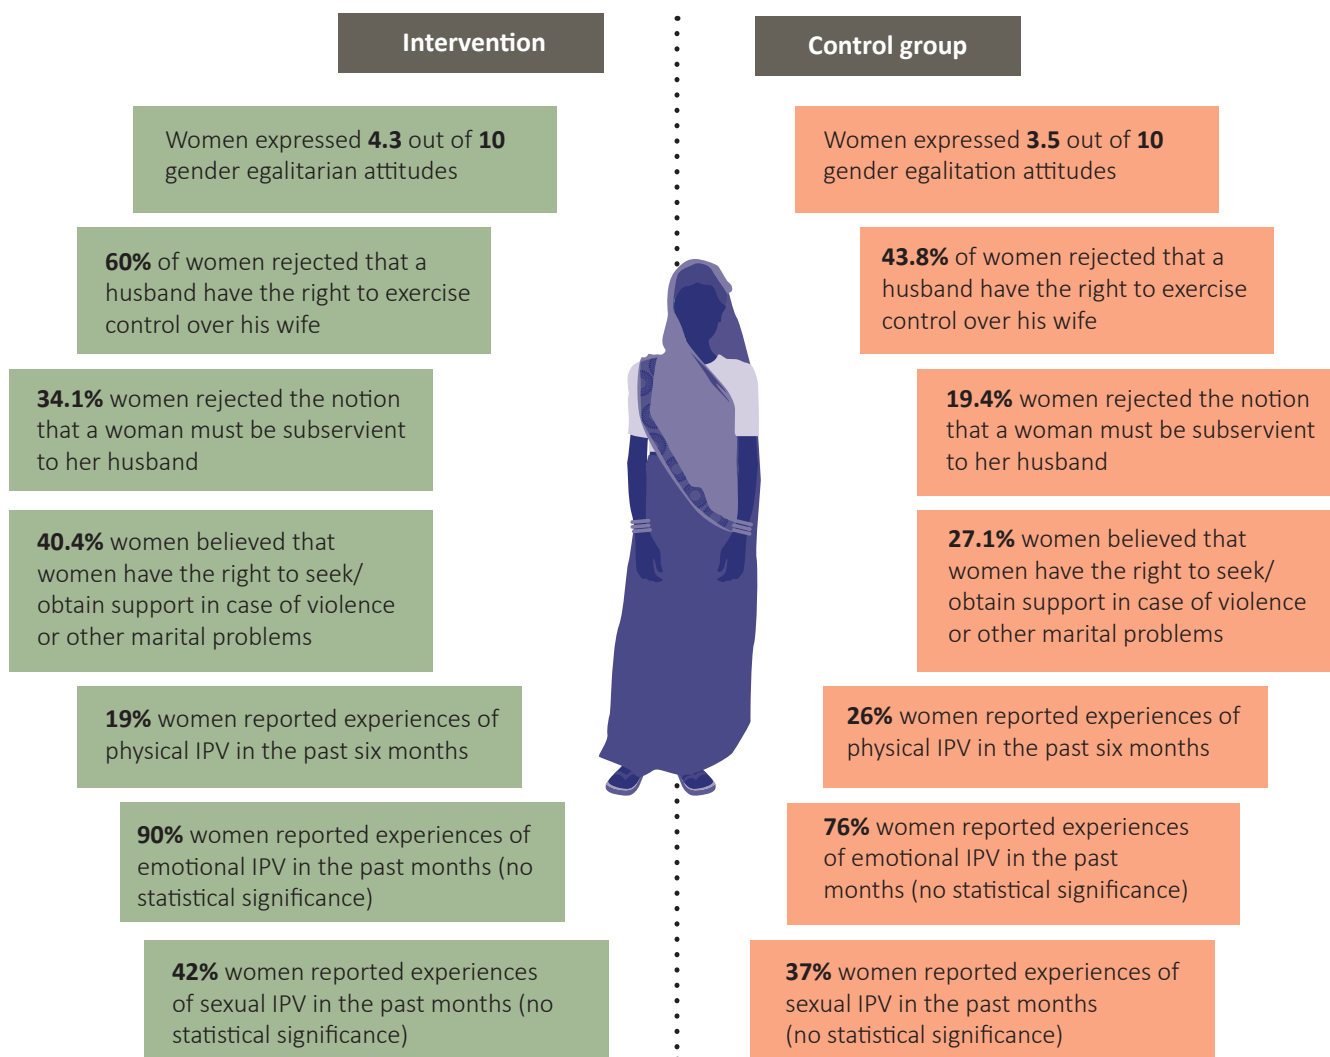 Intervention
Control group
Women expressed 4.3 out of 10
gender egalitarian attitudes
Women expressed 3.5 out of 10
gender egalitation attitudes
60% of women rejected that a
husband have the right to exercise
control over his wife
43.8% of women rejected that a
husband have the right to exercise
control over his wife
34.1% women rejected the notion
that a woman must be subservient
to her husband
19.4% women rejected the notion
that a woman must be subservient
to her husband
40.4% women believed that
women have the right to seek/
obtain support in case of violence
or other marital problems
27.1% women believed that
women have the right to seek/
obtain support in case of violence
or other marital problems
19% women reported experiences of
physical IPV in the past six months
26% women reported experiences of
physical IPV in the past six months
90% women reported experiences of
emotional IPV in the past months (no
statistical significance)
76% women reported experiences
of emotional IPV in the past
months (no statistical significance)
42% women reported experiences
of sexual IPV in the past months (no
statistical significance)
37% women reported experiences of
sexual IPV in the past months
(no statistical significance)